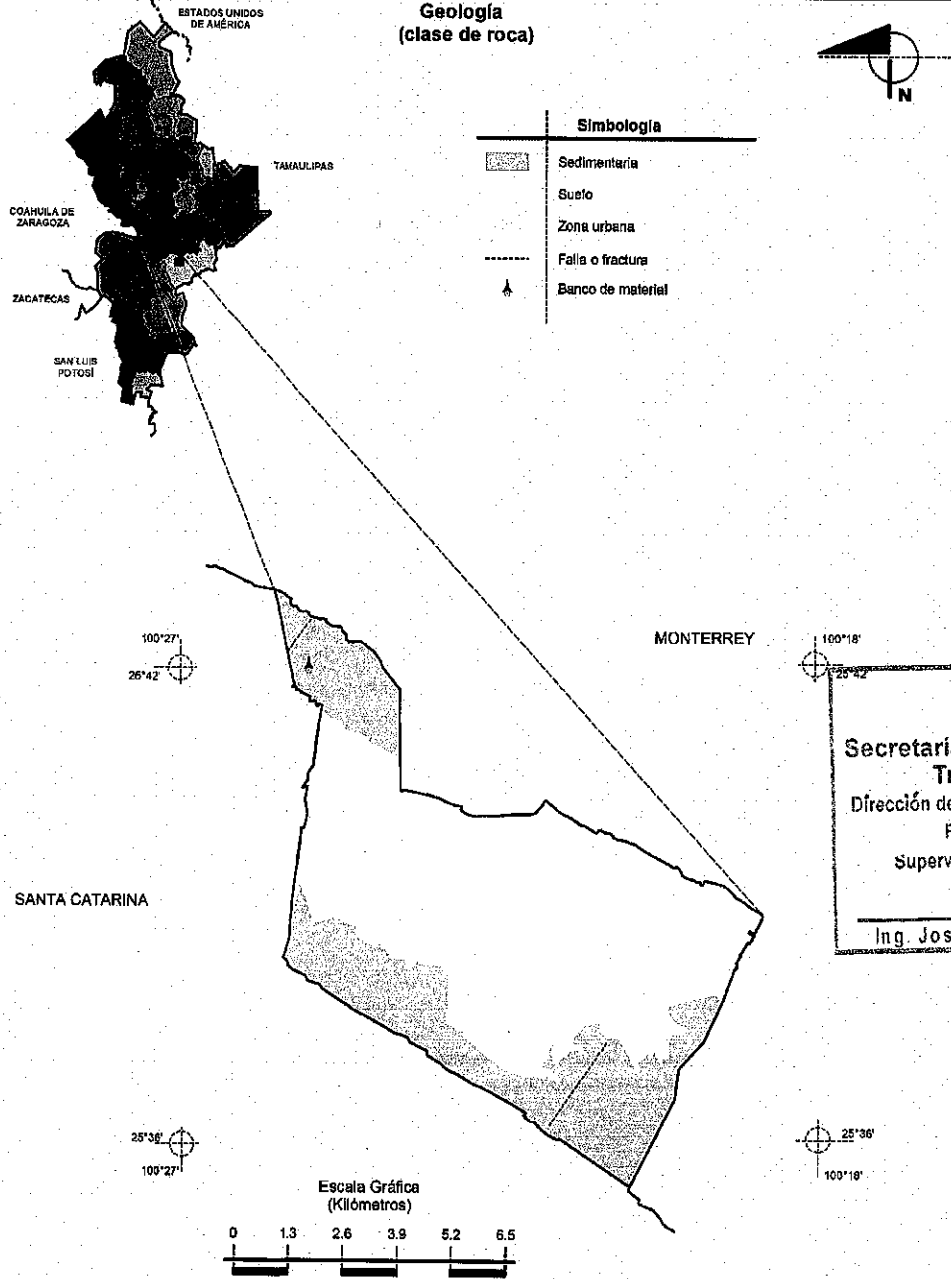 ESTADOS UNIDOS
DE AMÉRICA
Geología
(clase de roca)
N
Simbología
Sedimentaria
Suelo
Zona urbana
Falla o fractura
Banco de material
TAMAULIPAS
COAHUILA DE
ZARAGOZA
ZACATECAS
SAN LUIS
POTOSÍ
100°27'
25°42'
MONTERREY
100°18'
25°42'
Secretarí
Tr
Dirección de
Superv
Ing. Jos
SANTA CATARINA
25°36'
100°27'
25°36'
100°18'
Escala Gráfica
(Kilómetros)
0 1.3 2.6 3.9 5.2 6.5